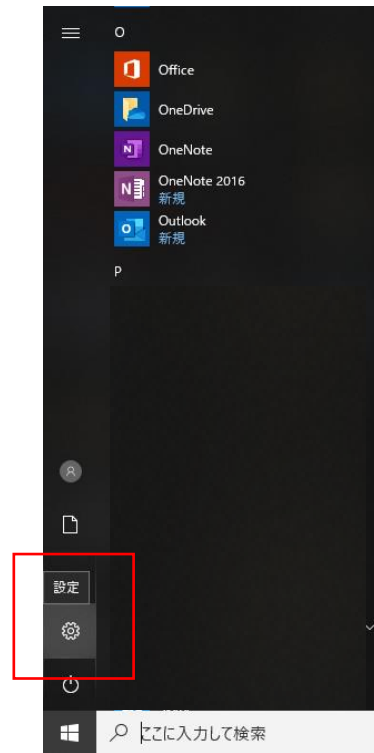 O
Office
OneDrive
OneNote
OneNote 2016
新規
Outlook
新規
P
設定
ここに入力して検索